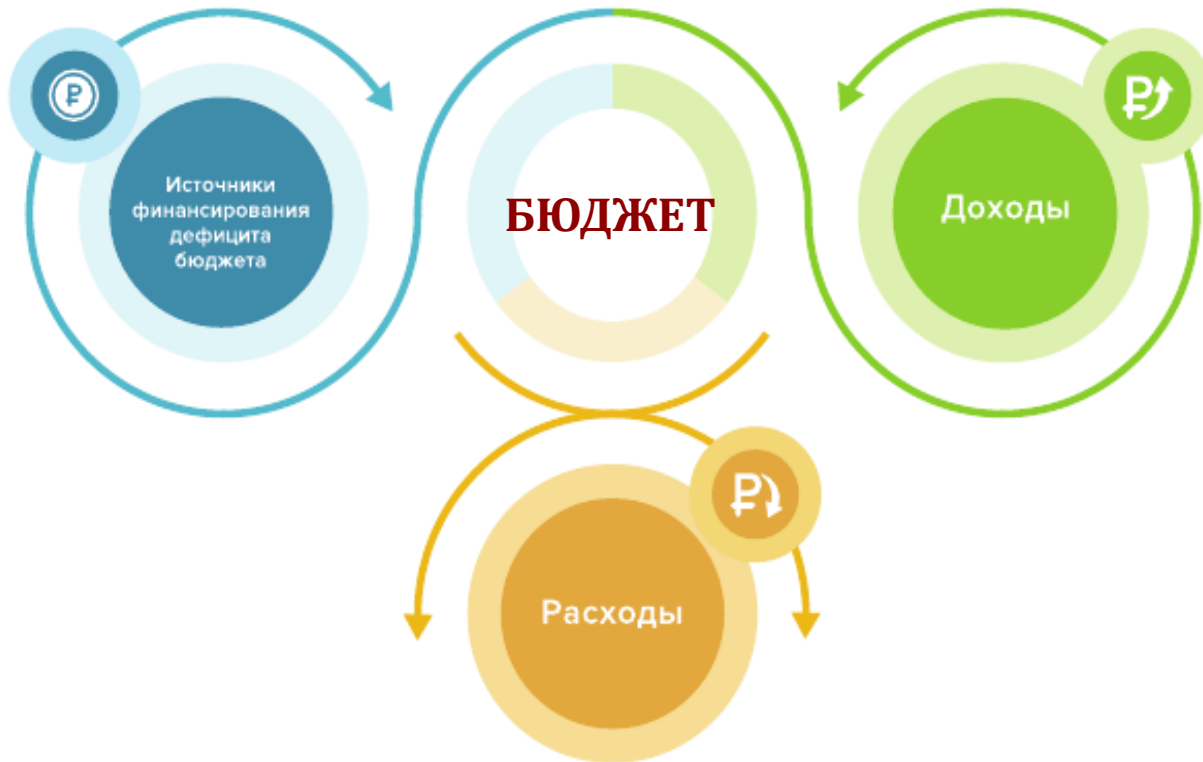 Источники
финансирования
дефицита
бюджета
БЮДЖЕТ
Доходы
Расходы